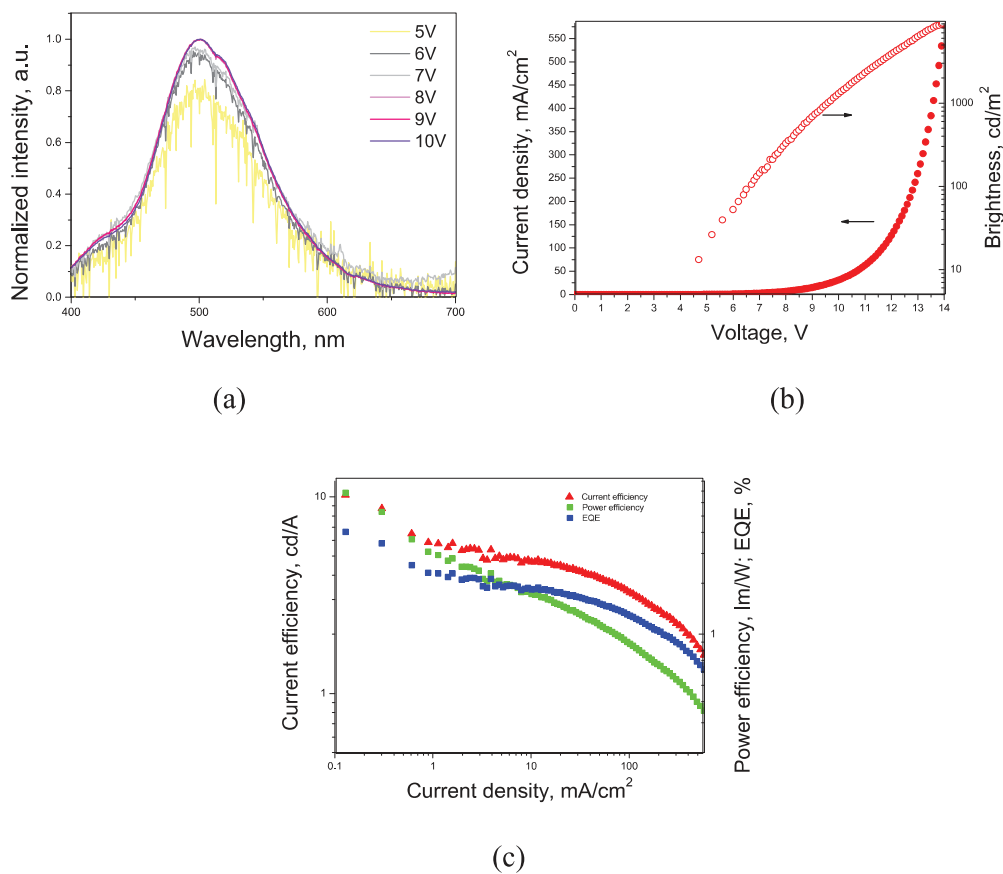 Normalized intensity, a.u.
1.0
0.8
0.6
0.4
0.2
0.0
400
500
600
700
Wavelength, nm
5V
6V
7V
8V
9V
10V
(a)
Current density, mA/cm²
550
500
450
400
350
300
250
200
150
100
50
0
0 1 2 3 4 5 6 7 8 9 10 11 12 13 14
Voltage, V
1000
100
10
Brightness, cd/m²
(b)
Current efficiency, cd/A
10
1
0.1
1
10
100
Current density, mA/cm²
Current efficiency
Power efficiency
EQE
1
Power efficiency, lm/W; EQE, %
(c)